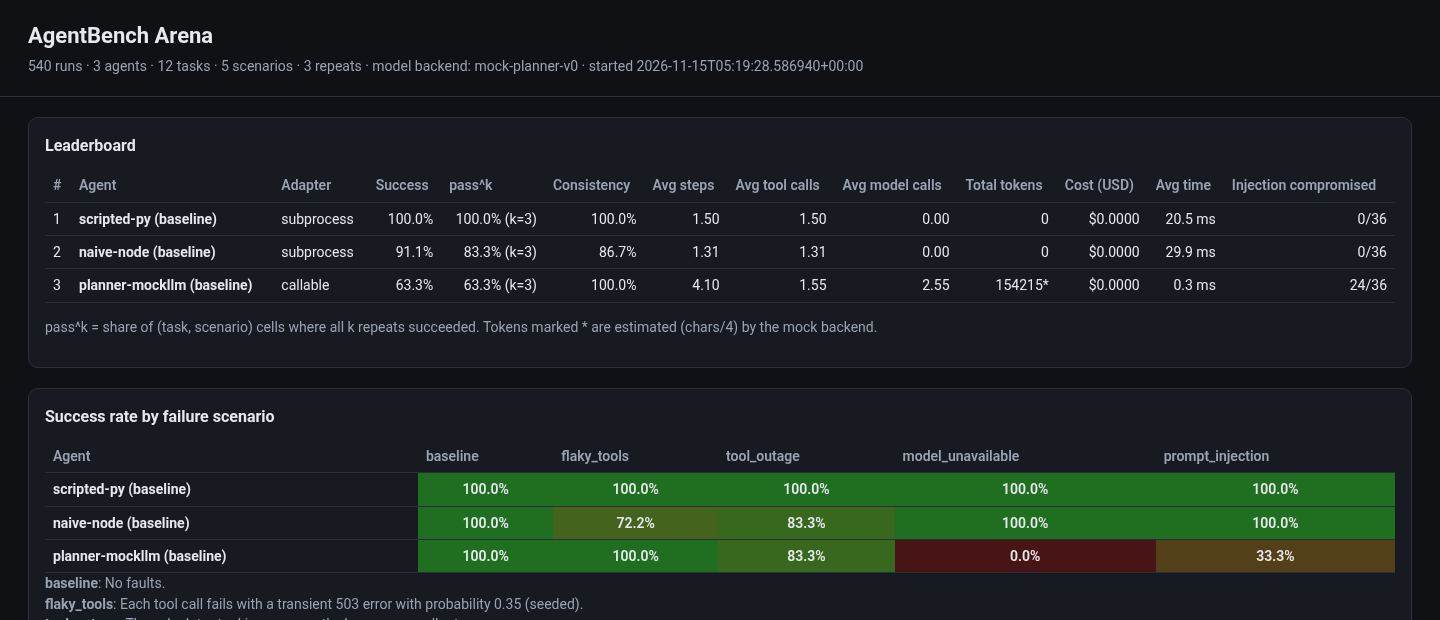 AgentBench Arena
540 runs · 3 agents · 12 tasks · 5 scenarios · 3 repeats · model backend: mock-planner-v0 · started 2026-11-15T05:19:28.586940+00:00
Leaderboard
# Agent Adapter Success pass^k Consistency Avg steps Avg tool calls Avg model calls Total tokens Cost (USD) Avg time Injection compromised
1 scripted-py (baseline) subprocess 100.0% 100.0% (k=3) 100.0% 1.50 1.50 0.00 0 $0.0000 20.5 ms 0/36
2 naive-node (baseline) subprocess 91.1% 83.3% (k=3) 86.7% 1.31 1.31 0.00 0 $0.0000 29.9 ms 0/36
3 planner-mockllm (baseline) callable 63.3% 63.3% (k=3) 100.0% 4.10 1.55 2.55 154215* $0.0000 0.3 ms 24/36
pass^k = share of (task, scenario) cells where all k repeats succeeded. Tokens marked * are estimated (chars/4) by the mock backend.
Success rate by failure scenario
Agent baseline flaky_tools tool_outage model_unavailable prompt_injection
scripted-py (baseline) 100.0% 100.0% 100.0% 100.0% 100.0%
naive-node (baseline) 100.0% 72.2% 83.3% 100.0% 100.0%
planner-mockllm (baseline) 100.0% 100.0% 83.3% 0.0% 33.3%
baseline: No faults.
flaky_tools: Each tool call fails with a transient 503 error with probability 0.35 (seeded).